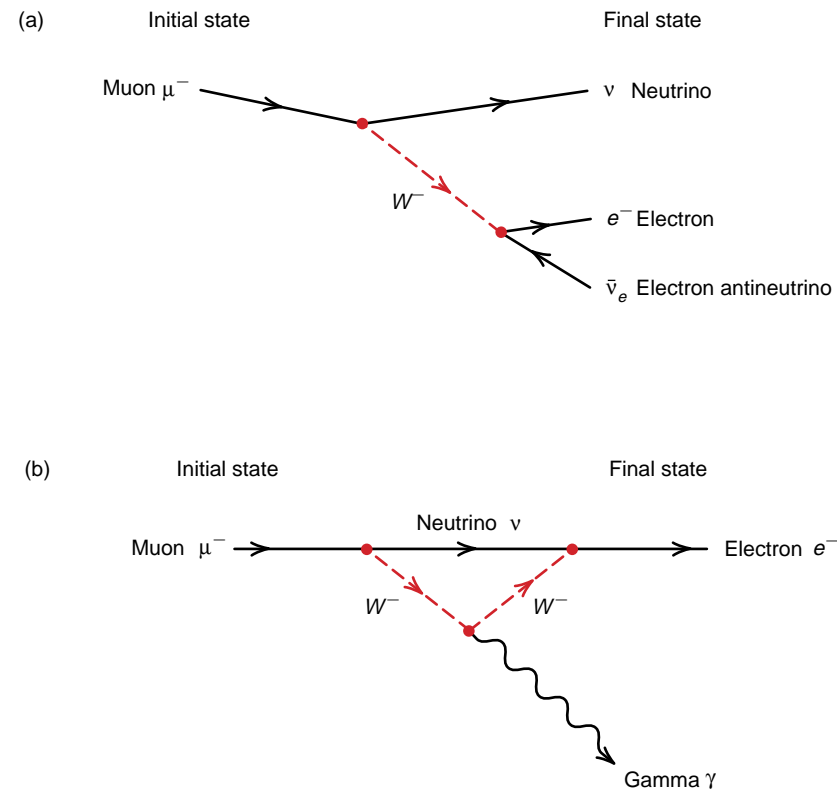 (a) Initial state Final state
Muon μ− ν Neutrino
W−
e− Electron
ν̄e Electron antineutrino
(b) Initial state Final state
Neutrino ν
Muon μ− Electron e−
W− W−
Gamma γ